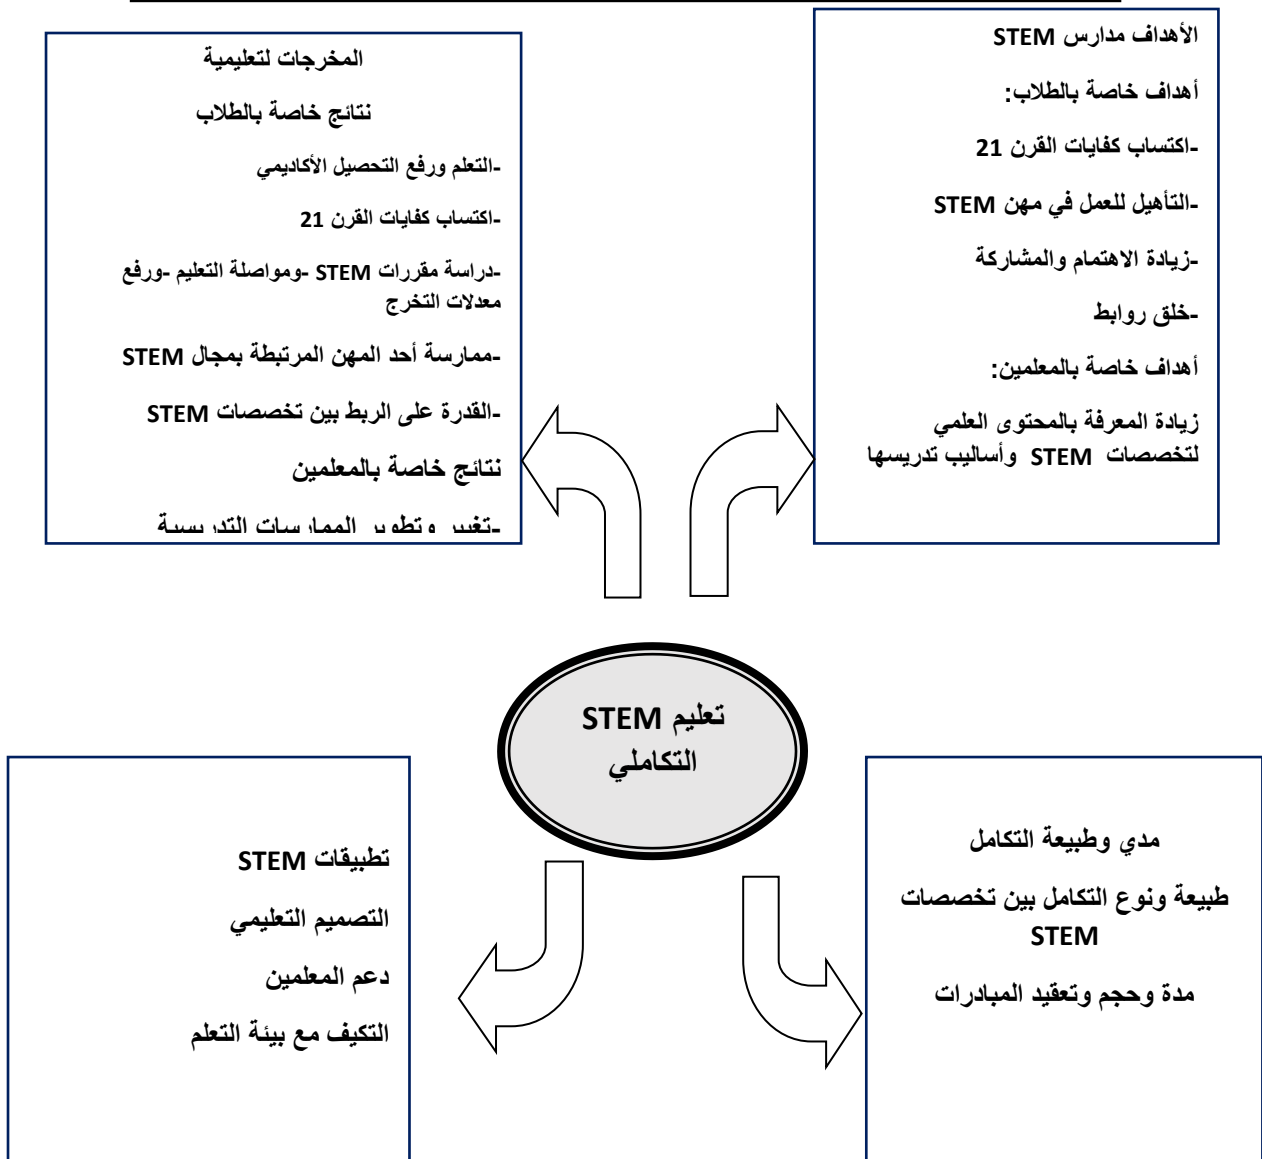 الأهداف مدارس STEM
أهداف خاصة بالطلاب:
-اكتساب كفايات القرن 21
-التأهيل للعمل في مهن STEM
-زيادة الاهتمام والمشاركة
-خلق روابط
أهداف خاصة بالمعلمين:
زيادة المعرفة بالمحتوى العلمي
لتخصصات STEM وأساليب تدريسها
المخرجات لتعليمية
نتائج خاصة بالطلاب
-التعلم ورفع التحصيل الأكاديمي
-اكتساب كفايات القرن 21
-دراسة مقررات STEM -ومواصلة التعليم -ورفع
معدلات التخرج
-ممارسة أحد المهن المرتبطة بمجال STEM
-القدرة على الربط بين تخصصات STEM
نتائج خاصة بالمعلمين
-تغيير وتطوير الممارسات التدريسية
تعليم STEM
التكاملي
مدي وطبيعة التكامل
طبيعة ونوع التكامل بين تخصصات
STEM
مدة وحجم وتعقيد المبادرات
تطبيقات STEM
التصميم التعليمي
دعم المعلمين
التكيف مع بيئة التعلم